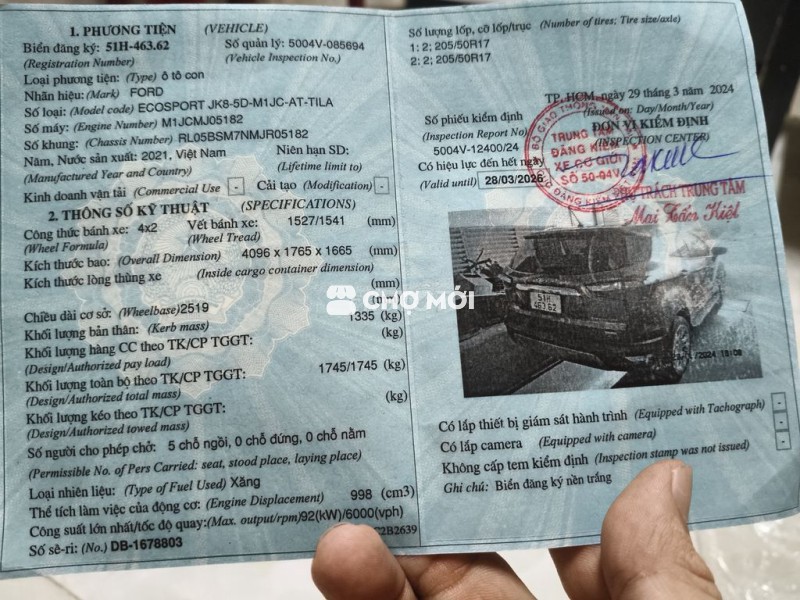 1. PHƯƠNG TIỆN (VEHICLE)
Biển đăng ký: 51H-463.62 Số quản lý: 5004V-085694
(Registration Number) (Vehicle Inspection No.)
Loại phương tiện: (Type) ô tô con
Nhãn hiệu: (Mark) FORD
Số loại: (Model code) ECOSPORT JK8-5D-M1JC-AT-TILA
Số máy: (Engine Number) M1JCMJ05182
Số khung: (Chassis Number) RL05BSM7NMJR05182
Năm, Nước sản xuất: 2021, Việt Nam Niên hạn SD:
(Manufactured Year and Country) (Lifetime limit to)
Kinh doanh vận tải (Commercial Use - Cải tạo (Modification) -
2. THÔNG SỐ KỸ THUẬT (SPECIFICATIONS)
Công thức bánh xe: 4x2 Vết bánh xe: 1527/1541 (mm)
(Wheel Formula) (Wheel Tread)
Kích thước bao: (Overall Dimension) 4096 x 1765 x 1665 (mm)
Kích thước lòng thùng xe (Inside cargo container dimension)
(mm)
Chiều dài cơ sở: (Wheelbase) 2519
Khối lượng bản thân: (Kerb mass) 1335 (kg)
Khối lượng hàng CC theo TK/CP TGGT: (kg)
(Design/Authorized pay load)
Khối lượng toàn bộ theo TK/CP TGGT: 1745/1745 (kg)
(Design/Authorized total mass)
Khối lượng kéo theo TK/CP TGGT: (kg)
(Design/Authorized towed mass)
Số người cho phép chở: 5 chỗ ngồi, 0 chỗ đứng, 0 chỗ nằm
(Permissible No. of Pers Carried: seat, stood place, laying place)
Loại nhiên liệu: (Type of Fuel Used) Xăng
Thể tích làm việc của động cơ: (Engine Displacement) 998 (cm3)
Công suất lớn nhất/tốc độ quay: (Max. output/rpm) 92(kW)/6000(vph)
Số sê-ri: (No.) DB-1678803
Số lượng lốp, cỡ lốp/trục (Number of tires; Tire size/axle)
1: 2; 205/50R17
2: 2; 205/50R17
TP. HCM, ngày 29 tháng 3 năm 2024
(Issued on: Day/Month/Year)
Số phiếu kiểm định ĐƠN VỊ KIỂM ĐỊNH
(Inspection Report No) (INSPECTION CENTER)
5004V-12400/24
Có hiệu lực đến hết ngày
(Valid until) 28/03/2026
TRUNG TÂM
ĐĂNG KIỂM
XE CƠ GIỚI
SỐ 50-04V
PHỤ TRÁCH TRUNG TÂM
Mai Tấn Kiệt
51H
463.62
CHỢ MỚI
Có lắp thiết bị giám sát hành trình (Equipped with Tachograph) -
Có lắp camera (Equipped with camera) -
Không cấp tem kiểm định (Inspection stamp was not issued) -
Ghi chú: Biển đăng ký nền trắng